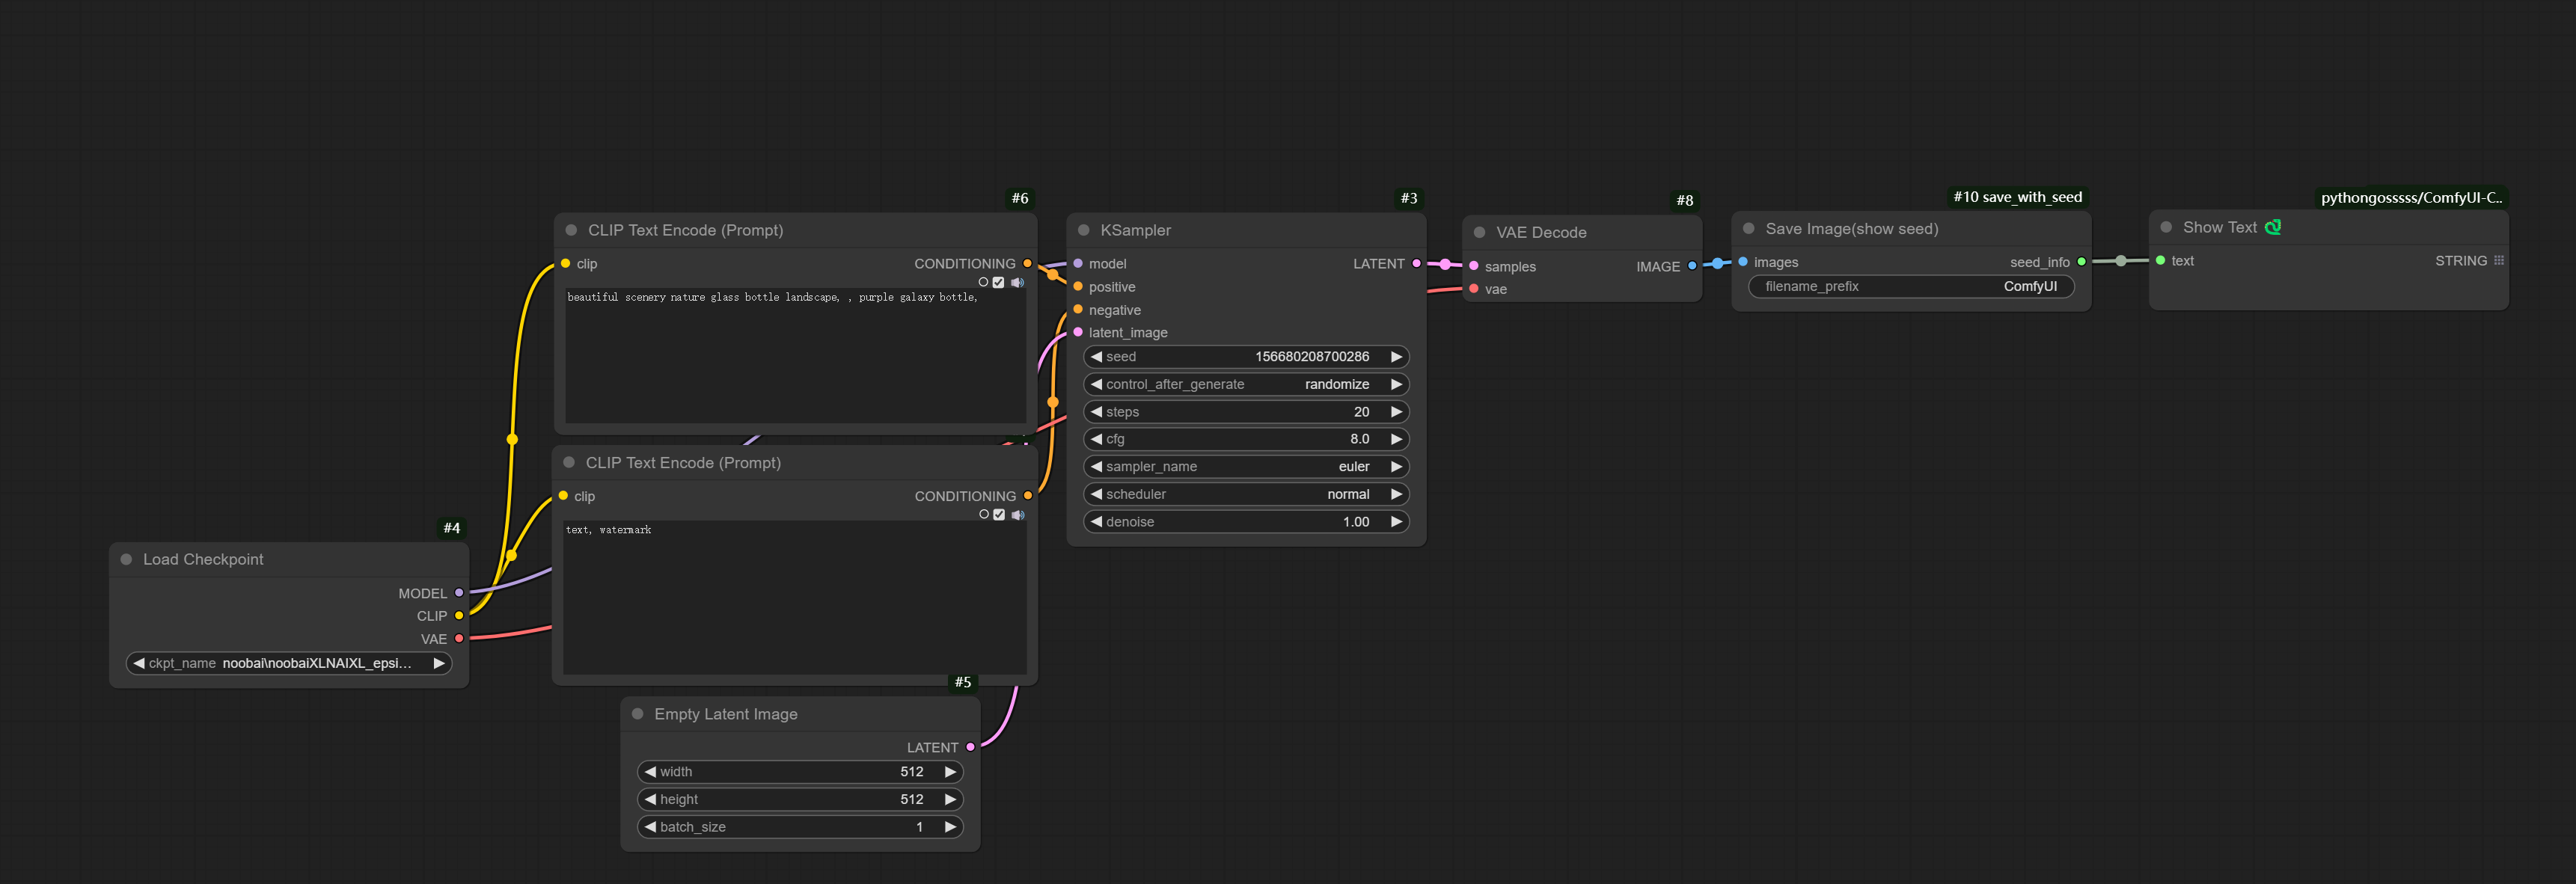 #4
Load Checkpoint
MODEL
CLIP
VAE
ckpt_name noobai\noobaiXLNAIXL_epsi...
#6
CLIP Text Encode (Prompt)
clip CONDITIONING
beautiful scenery nature glass bottle landscape, , purple galaxy bottle,
CLIP Text Encode (Prompt)
clip CONDITIONING
text, watermark
#5
Empty Latent Image
LATENT
width 512
height 512
batch_size 1
#3
KSampler
model LATENT
positive
negative
latent_image
seed 156680208700286
control_after_generate randomize
steps 20
cfg 8.0
sampler_name euler
scheduler normal
denoise 1.00
#8
VAE Decode
samples IMAGE
vae
#10 save_with_seed
Save Image(show seed)
images seed_info
filename_prefix ComfyUI
pythongosssss/ComfyUI-C..
Show Text
text STRING